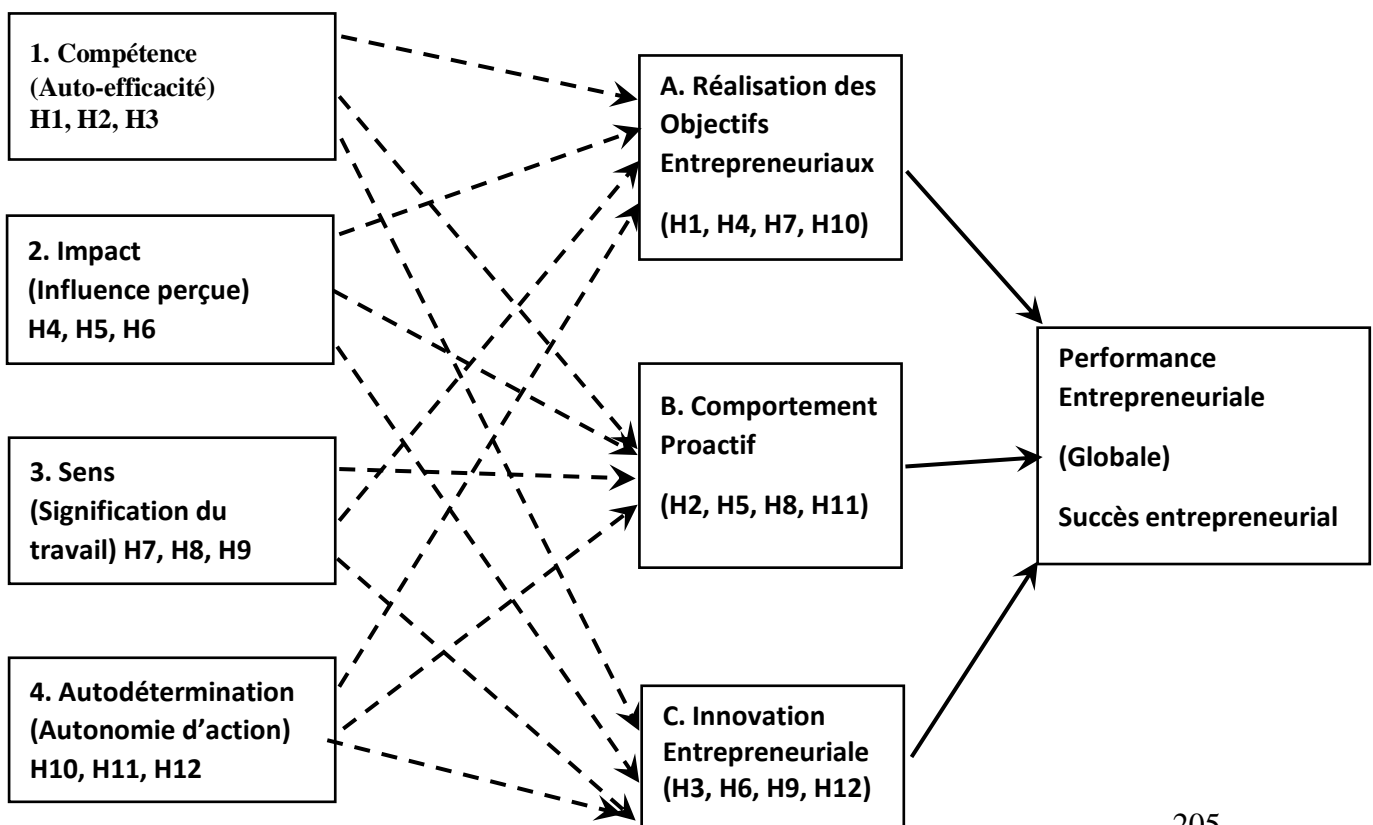 1. Compétence
(Auto-efficacité)
H1, H2, H3
2. Impact
(Influence perçue)
H4, H5, H6
3. Sens
(Signification du
travail) H7, H8, H9
4. Autodétermination
(Autonomie d’action)
H10, H11, H12
A. Réalisation des
Objectifs
Entrepreneuriaux
(H1, H4, H7, H10)
B. Comportement
Proactif
(H2, H5, H8, H11)
C. Innovation
Entrepreneuriale
(H3, H6, H9, H12)
Performance
Entrepreneuriale
(Globale)
Succès entrepreneurial
205